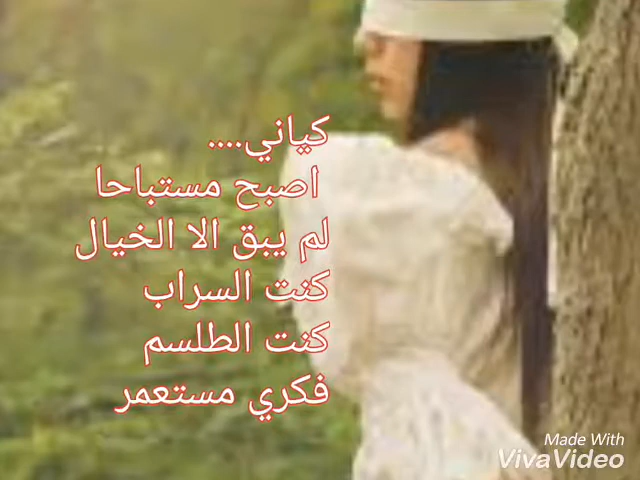 كياني....
اصبح مستباحا
لم يبق الا الخيال
كنت السراب
كنت الطلسم
فكري مستعمر
Made With
VivaVideo